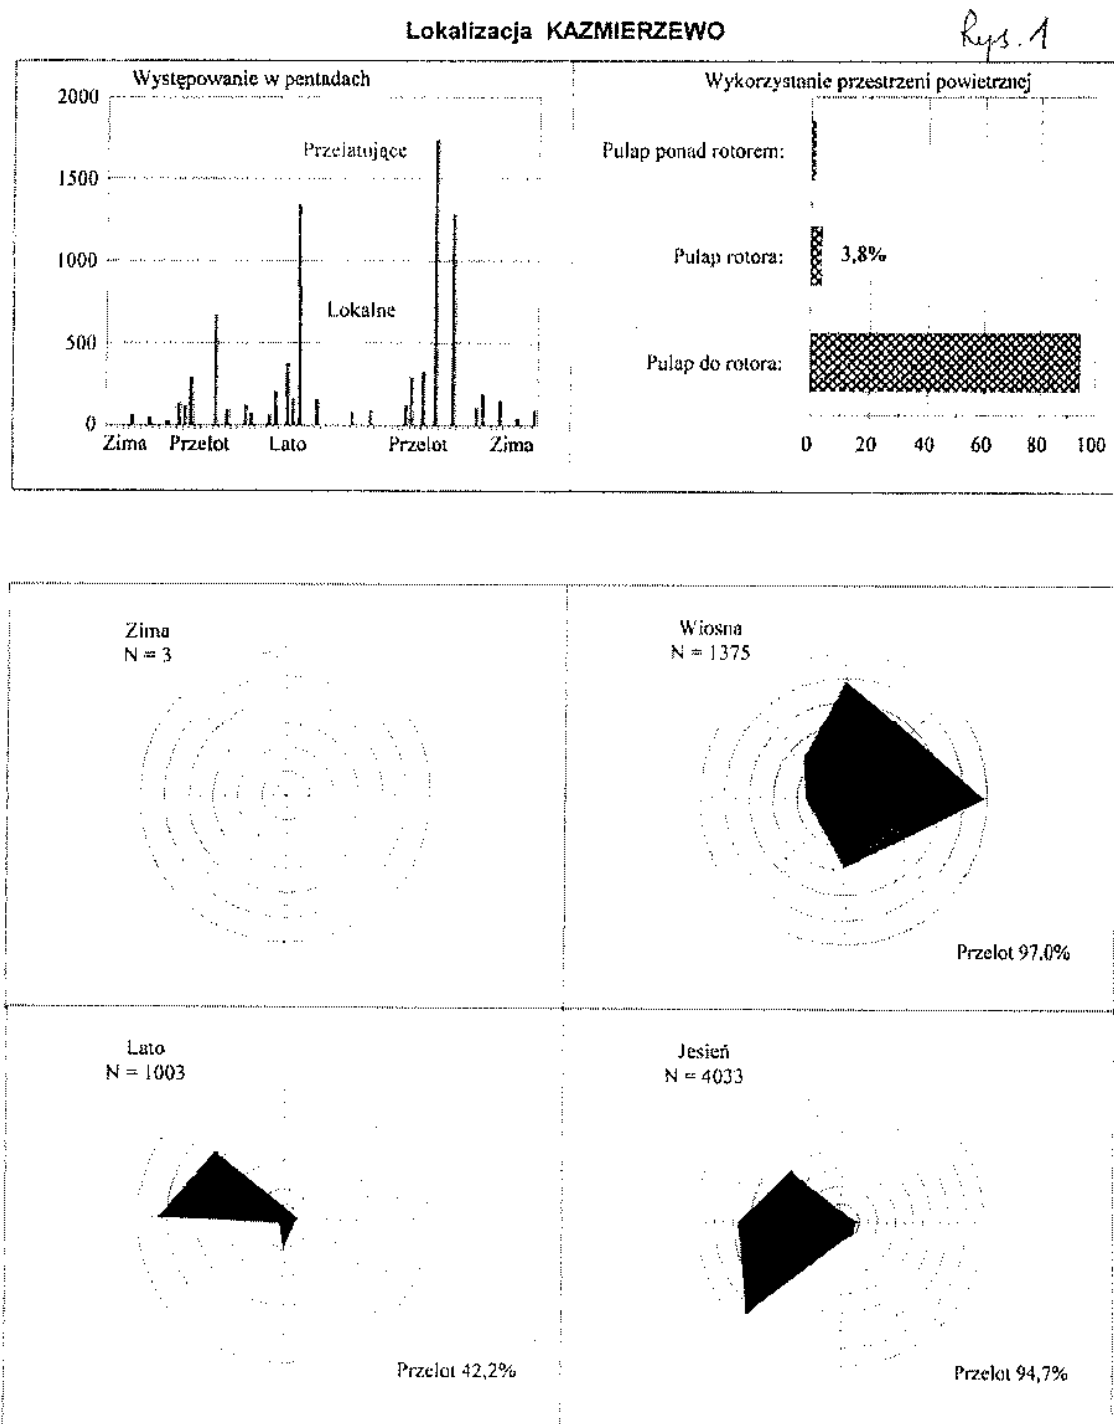 Lokalizacja KAZMIERZEWO
Rys. 1
Występowanie w pentadach
2000
1500
1000
500
0
Przelatujące
Lokalne
Zima Przelot Lato Przelot Zima
Wykorzystanie przestrzeni powietrznej
Pulap ponad rotorem:
Pulap rotora: 3,8%
Pulap do rotora:
0 20 40 60 80 100
Zima
N = 3
Wiosna
N = 1375
Przelot 97,0%
Lato
N = 1003
Przelot 42,2%
Jesień
N = 4033
Przelot 94,7%